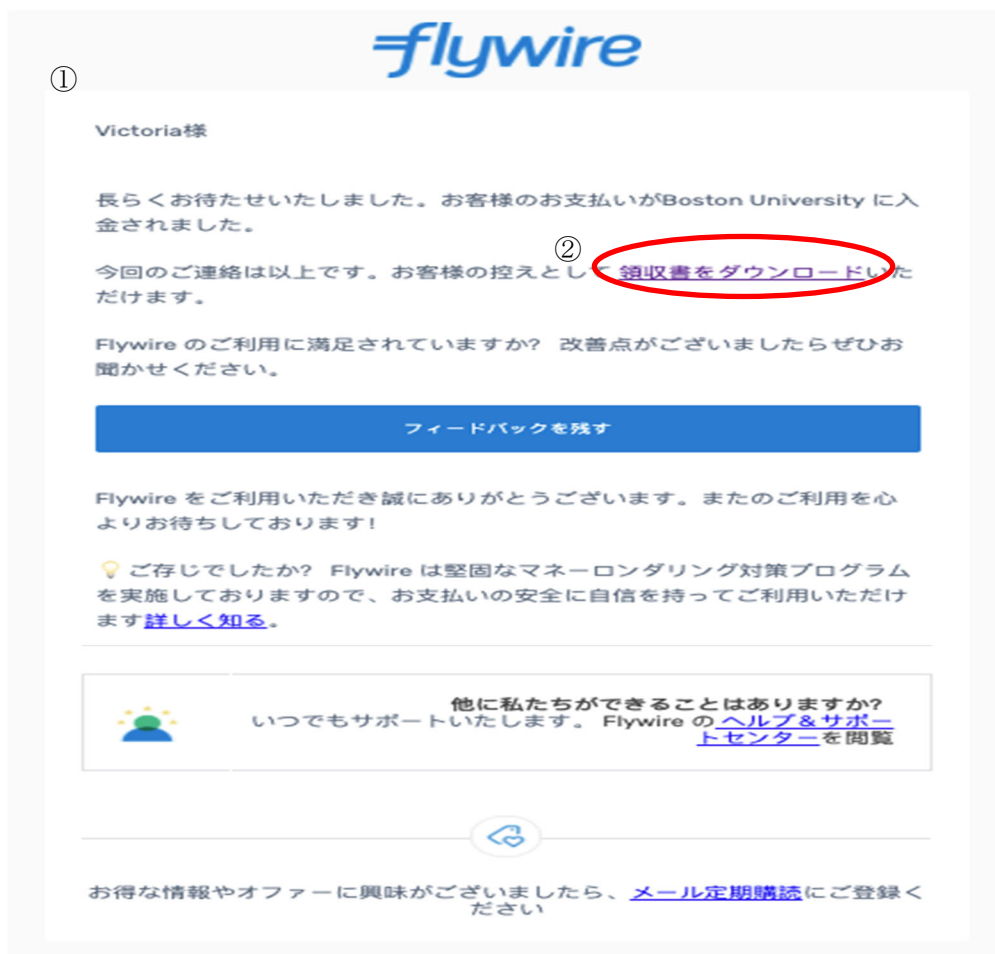 flywire
①
Victoria様
長らくお待たせいたしました。お客様のお支払いがBoston University に入
金されました。
②
今回のご連絡は以上です。お客様の控えとして 領収書をダウンロードいた
だけます。
Flywire のご利用に満足されていますか? 改善点がございましたらぜひお
聞かせください。
フィードバックを残す
Flywire をご利用いただき誠にありがとうございます。またのご利用を心
よりお待ちしております!
ご存じでしたか? Flywire は堅固なマネーロンダリング対策プログラム
を実施しておりますので、お支払いの安全に自信を持ってご利用いただけ
ます詳しく知る。
他に私たちができることはありますか?
いつでもサポートいたします。 Flywire の ヘルプ&サポー
トセンターを閲覧
お得な情報やオファーに興味がございましたら、メール定期購読にご登録く
ださい